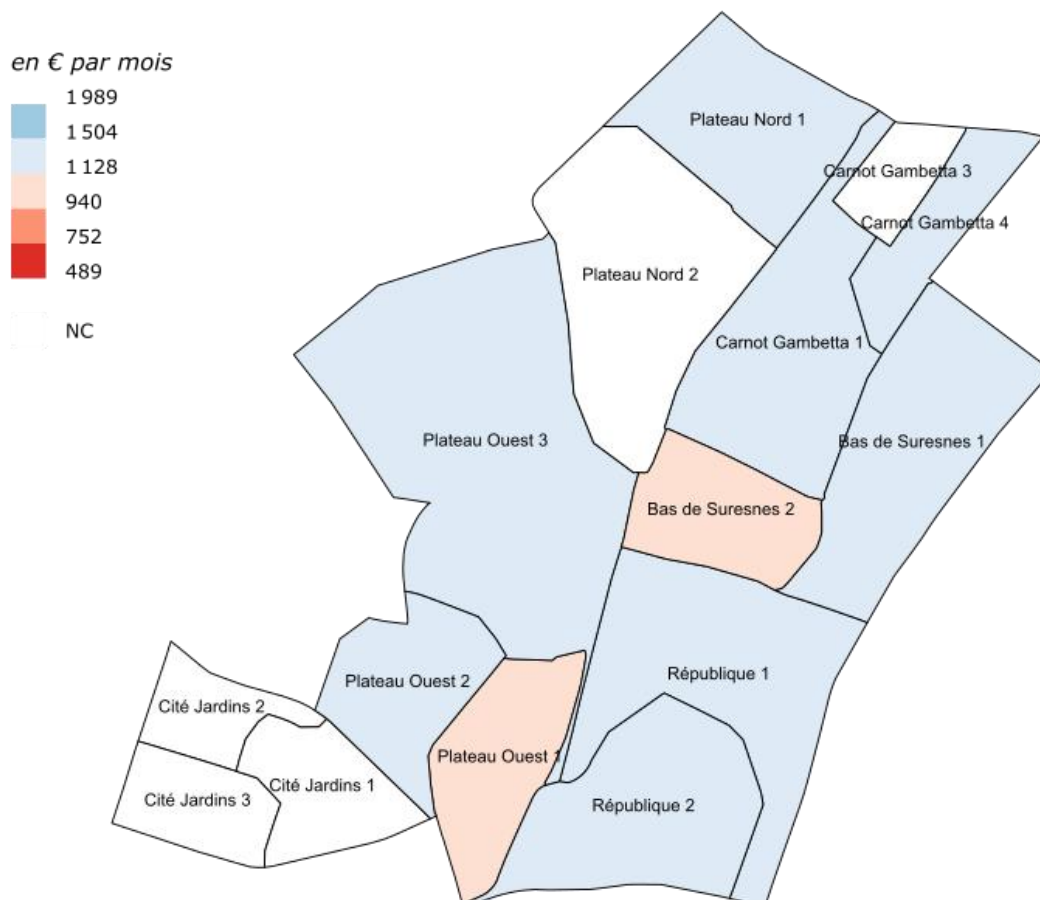 en € par mois
1 989
1 504
1 128
940
752
489
NC
Plateau Nord 1
Carnot Gambetta 3
Carnot Gambetta 4
Plateau Nord 2
Carnot Gambetta 1
Plateau Ouest 3
Bas de Suresnes 1
Bas de Suresnes 2
République 1
Plateau Ouest 2
Cité Jardins 2
Plateau Ouest 1
Cité Jardins 1
Cité Jardins 3
République 2